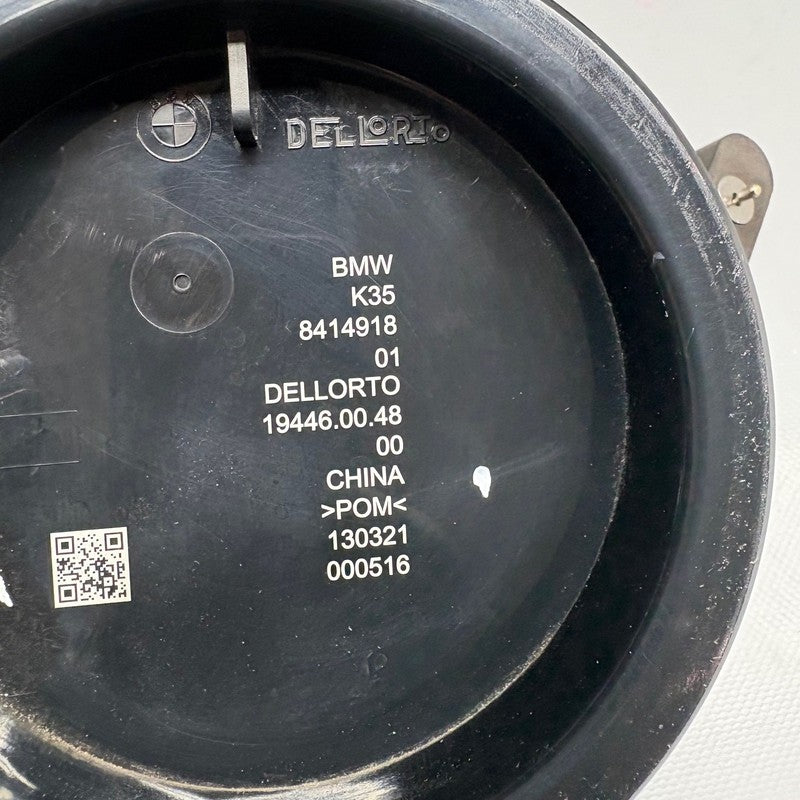 DELLORTO
BMW
K35
8414918
01
DELLORTO
19446.00.48
00
CHINA
>POM<
130321
000516